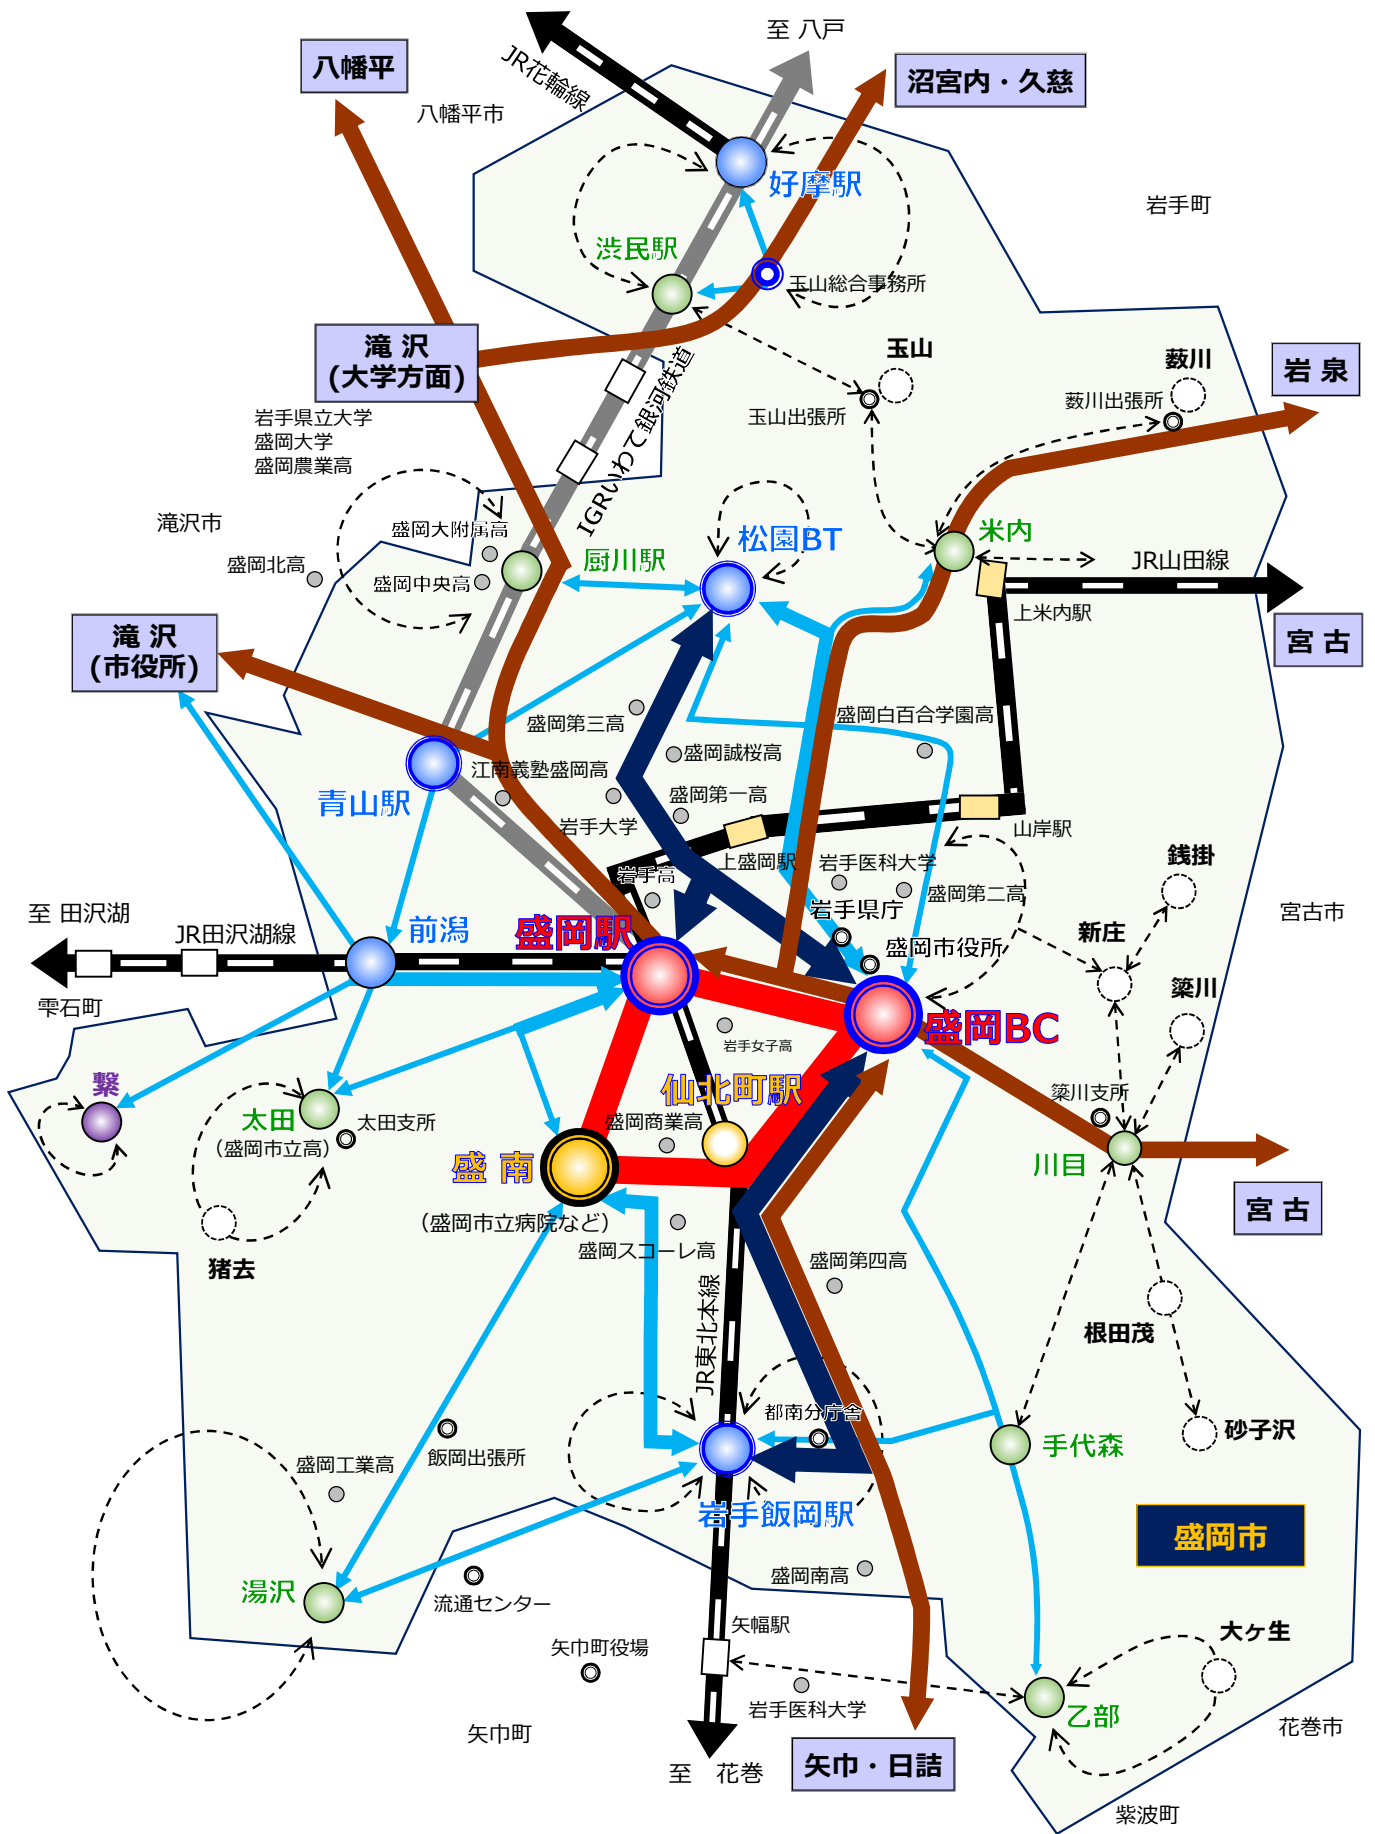 至 八戸
JR花輪線
八幡平
沼宮内・久慈
八幡平市
好摩駅
岩手町
渋民駅
玉山総合事務所
滝 沢
(大学方面)
玉山
薮川
岩 泉
薮川出張所
玉山出張所
岩手県立大学
盛岡大学
盛岡農業高
IGRいわて銀河鉄道
滝沢市
盛岡大附属高
松園BT
米内
厨川駅
JR山田線
盛岡北高
盛岡中央高
上米内駅
滝 沢
(市役所)
宮 古
盛岡第三高
盛岡白百合学園高
盛岡誠桜高
江南義塾盛岡高
青山駅
盛岡第一高
岩手大学
山岸駅
上盛岡駅
岩手医科大学
銭掛
岩手高
盛岡第二高
至 田沢湖
JR田沢湖線
前潟
盛岡駅
岩手県庁
宮古市
新庄
盛岡市役所
雫石町
簗川
盛岡BC
岩手女子高
繋
仙北町駅
簗川支所
太田
太田支所
盛岡商業高
(盛岡市立高)
盛 南
川目
宮 古
(盛岡市立病院など)
盛岡スコーレ高
盛岡第四高
猪去
JR東北本線
根田茂
都南分庁舎
砂子沢
手代森
飯岡出張所
盛岡工業高
岩手飯岡駅
盛岡市
盛岡南高
湯沢
流通センター
矢幅駅
大ヶ生
矢巾町役場
岩手医科大学
乙部
花巻市
矢巾町
至 花巻
矢巾・日詰
紫波町